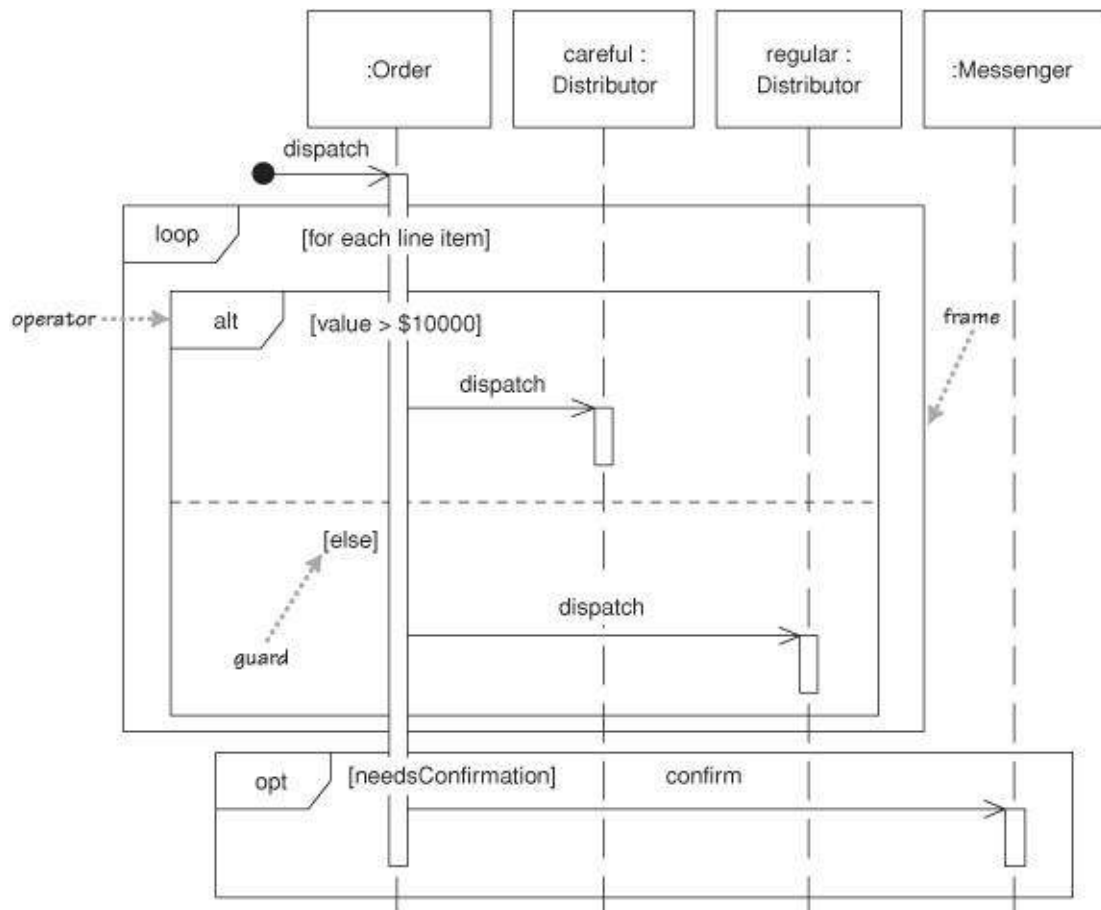 :Order
careful :
Distributor
regular :
Distributor
:Messenger
dispatch
loop
[for each line item]
operator
alt
[value > $10000]
frame
dispatch
[else]
dispatch
guard
opt
[needsConfirmation]
confirm